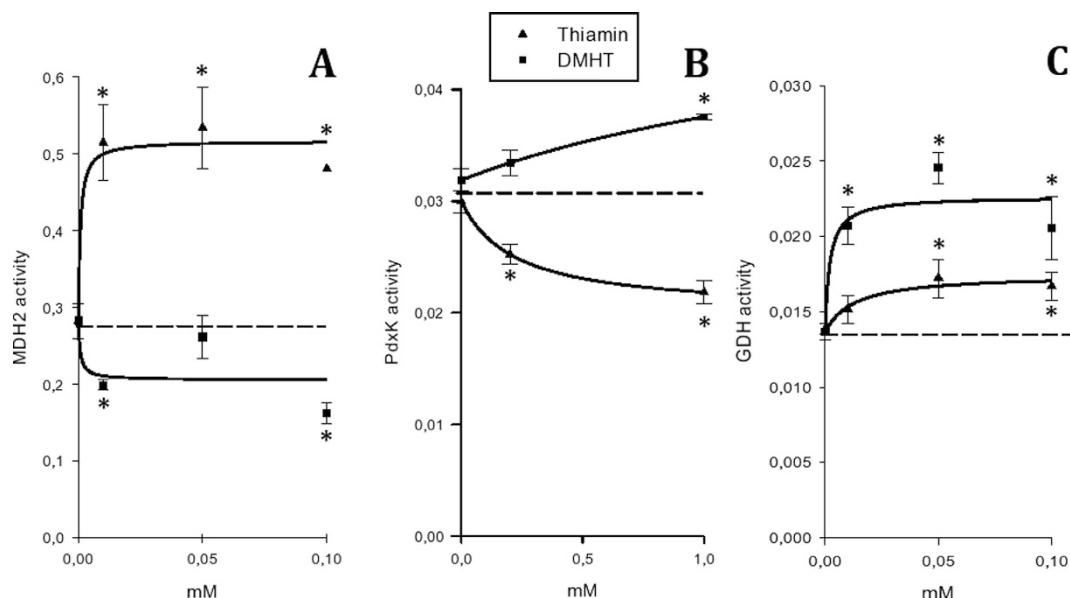 ▲ Thiamin
■ DMHT
A
MDH2 activity
0,6
0,5
0,4
0,3
0,2
0,1
0,0
* * *
* *
0,00 0,05 0,10
mM
B
PdxK activity
0,04
0,03
0,02
0,01
0,00
*
* *
0,0 0,5 1,0
mM
C
GDH activity
0,030
0,025
0,020
0,015
0,010
0,005
0,000
* * *
* *
0,00 0,05 0,10
mM